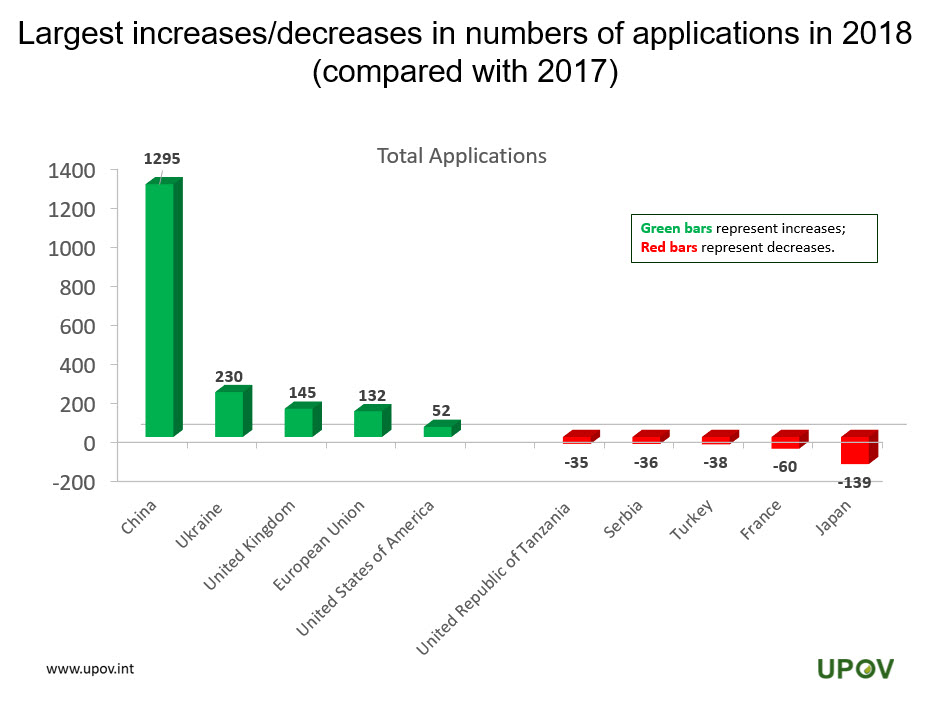 Largest increases/decreases in numbers of applications in 2018
(compared with 2017)
Total Applications
1295
1400
1200
1000
800
600
400
200
0
-200
Green bars represent increases;
Red bars represent decreases.
230
145
132
52
-35
-36
-38
-60
-139
China
Ukraine
United Kingdom
European Union
United States of America
United Republic of Tanzania
Serbia
Turkey
France
Japan
www.upov.int
UPOV